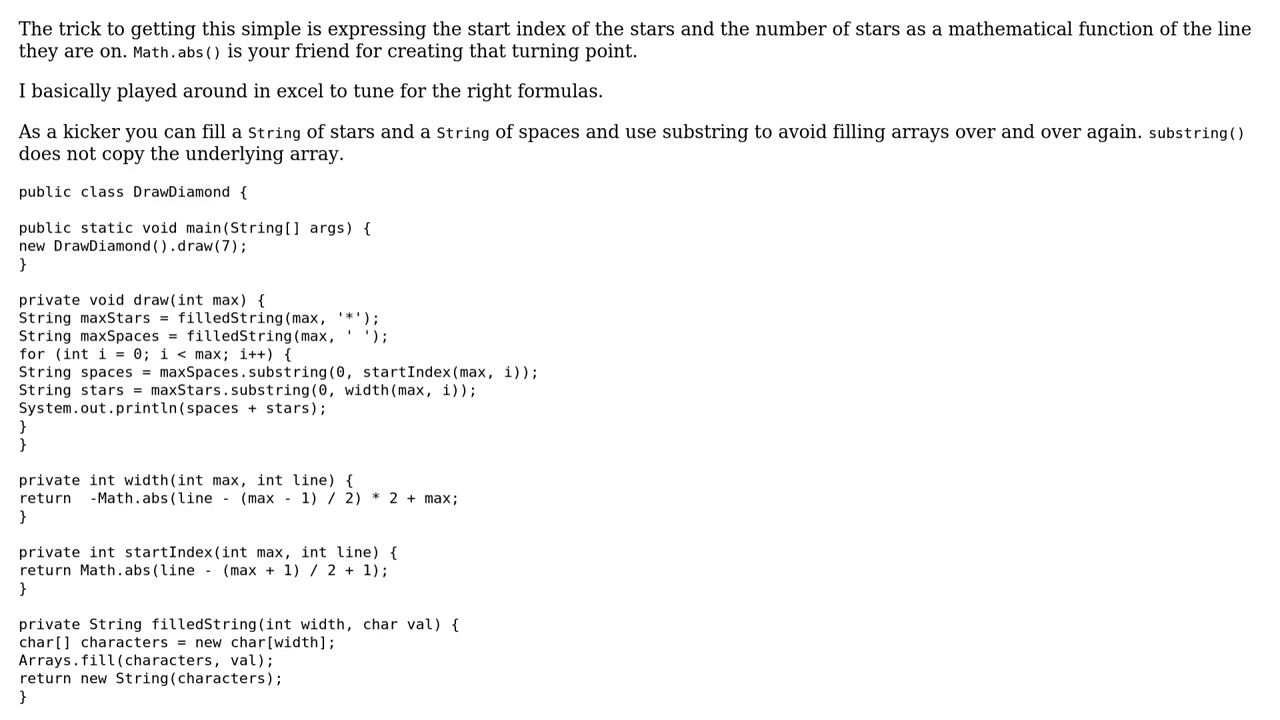 The trick to getting this simple is expressing the start index of the stars and the number of stars as a mathematical function of the line
they are on. Math.abs() is your friend for creating that turning point.
I basically played around in excel to tune for the right formulas.
As a kicker you can fill a String of stars and a String of spaces and use substring to avoid filling arrays over and over again. substring()
does not copy the underlying array.
public class DrawDiamond {
public static void main(String[] args) {
new DrawDiamond().draw(7);
}
private void draw(int max) {
String maxStars = filledString(max, '*');
String maxSpaces = filledString(max, ' ');
for (int i = 0; i < max; i++) {
String spaces = maxSpaces.substring(0, startIndex(max, i));
String stars = maxStars.substring(0, width(max, i));
System.out.println(spaces + stars);
}
}
private int width(int max, int line) {
return  -Math.abs(line - (max - 1) / 2) * 2 + max;
}
private int startIndex(int max, int line) {
return Math.abs(line - (max + 1) / 2 + 1);
}
private String filledString(int width, char val) {
char[] characters = new char[width];
Arrays.fill(characters, val);
return new String(characters);
}